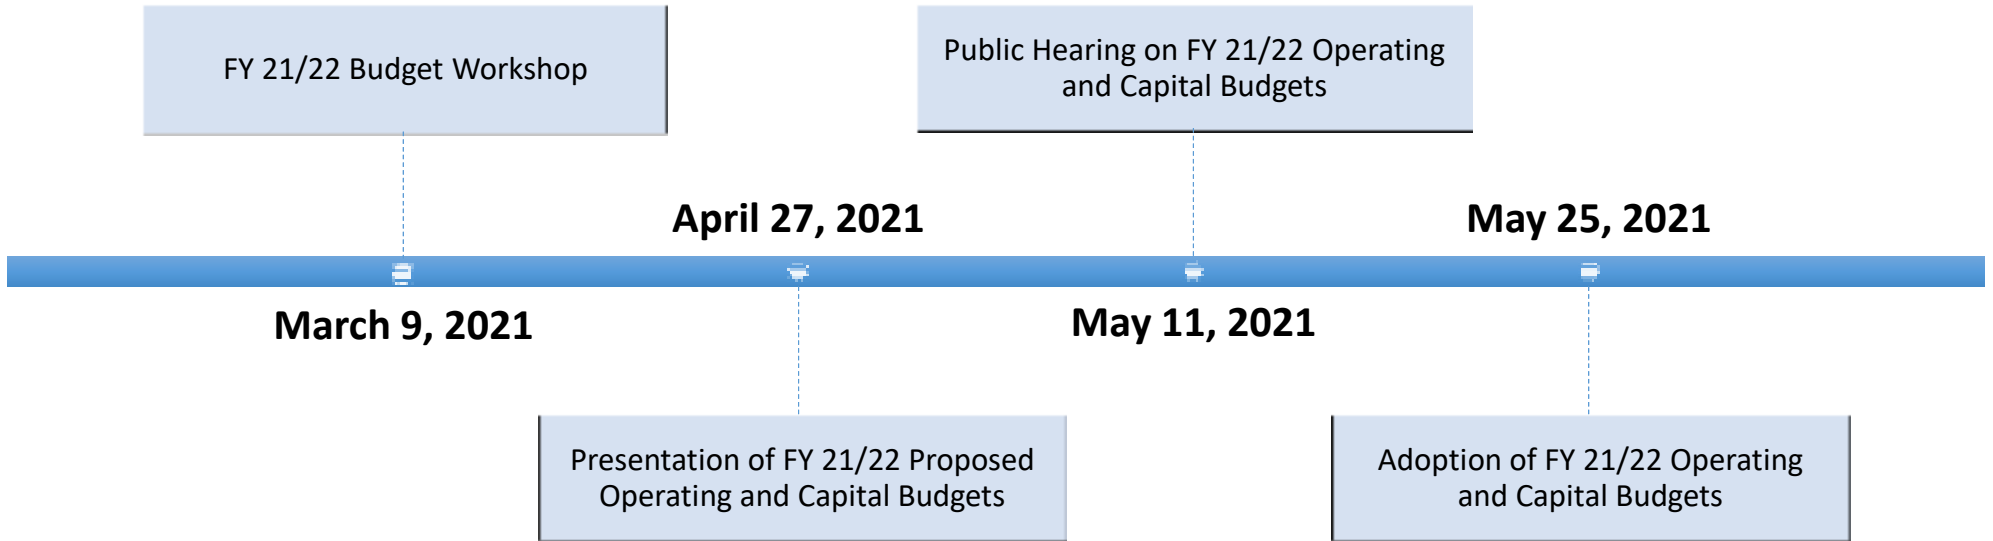 FY 21/22 Budget Workshop
Public Hearing on FY 21/22 Operating
and Capital Budgets
April 27, 2021
May 25, 2021
March 9, 2021
May 11, 2021
Presentation of FY 21/22 Proposed
Operating and Capital Budgets
Adoption of FY 21/22 Operating
and Capital Budgets